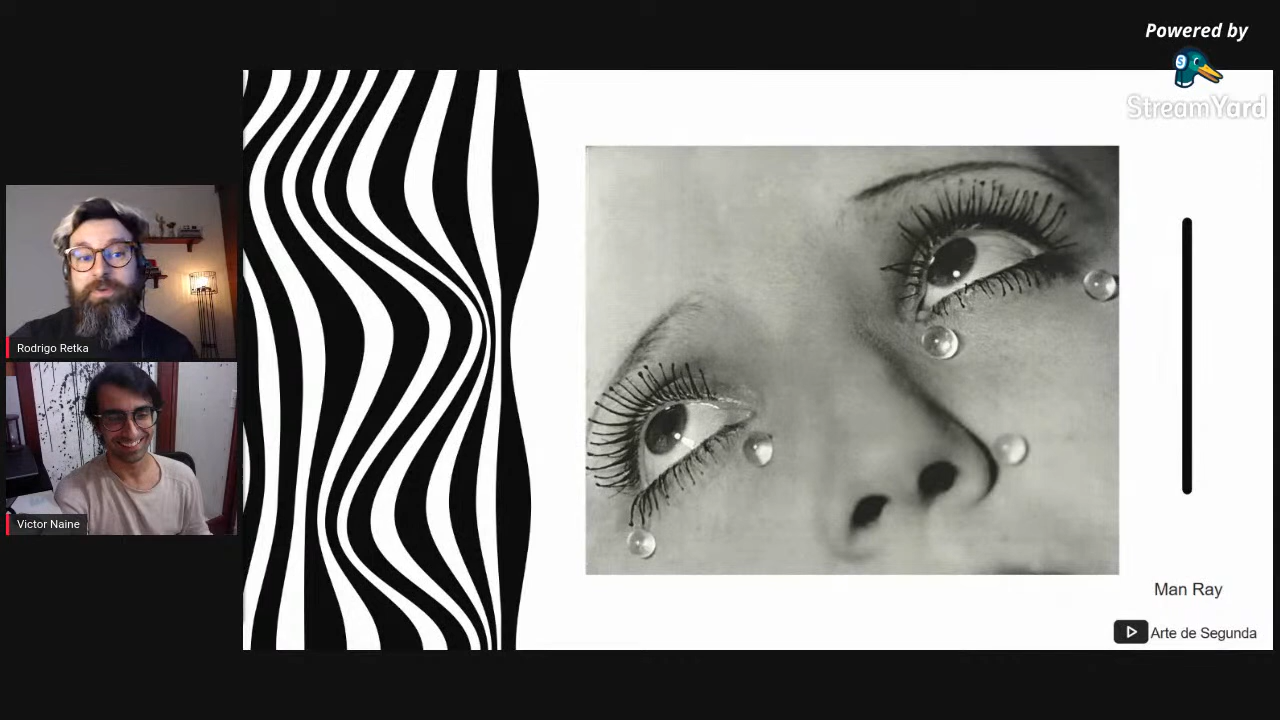 Powered by
StreamYard
Rodrigo Retka
Victor Naine
Man Ray
Arte de Segunda